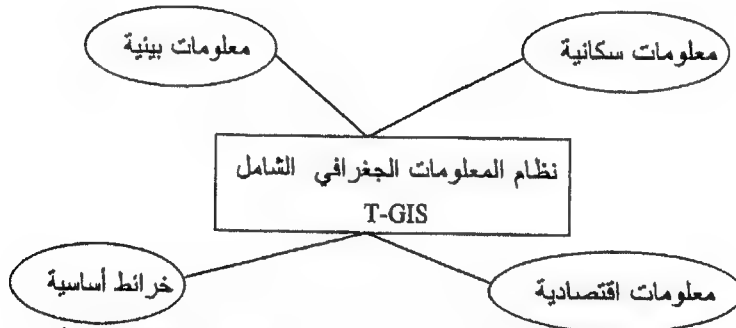 معلومات سكانية
معلومات بيئية
نظام المعلومات الجغرافي الشامل
T-GIS
معلومات اقتصادية
خرائط أساسية